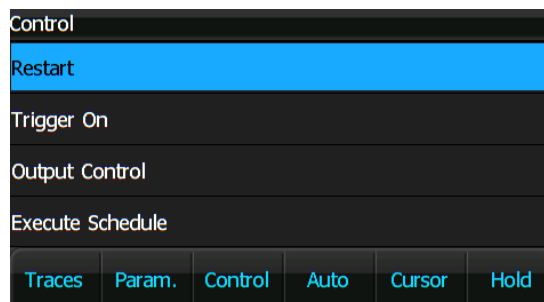 Control
Restart
Trigger On
Output Control
Execute Schedule
Traces Param. Control Auto Cursor Hold